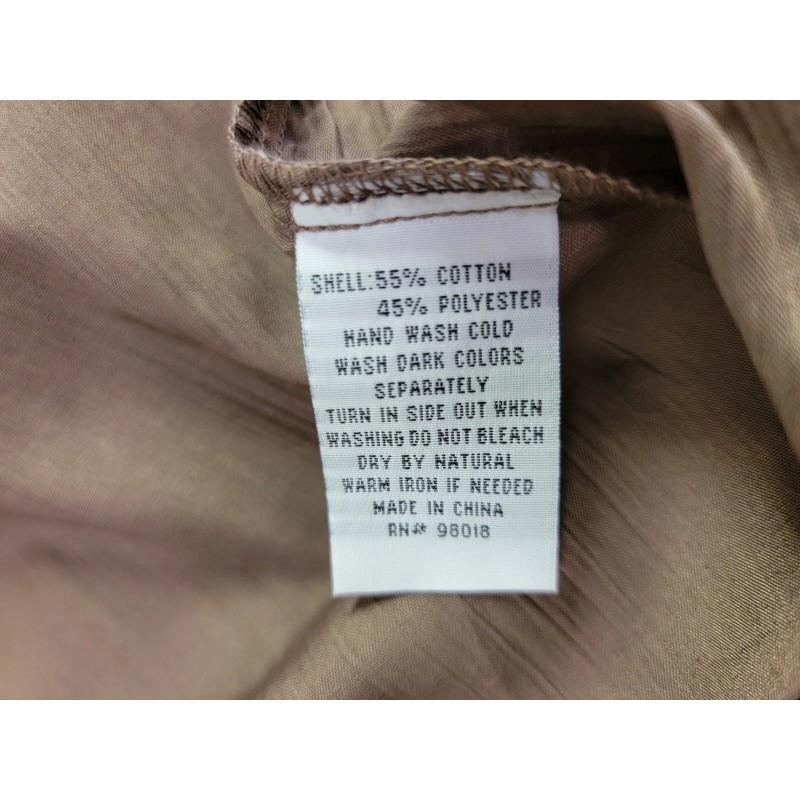 SHELL:55% COTTON
45% POLYESTER
HAND WASH COLD
WASH DARK COLORS
SEPARATELY
TURN IN SIDE OUT WHEN
WASHING DO NOT BLEACH
DRY BY NATURAL
WARM IRON IF NEEDED
MADE IN CHINA
RN# 98018